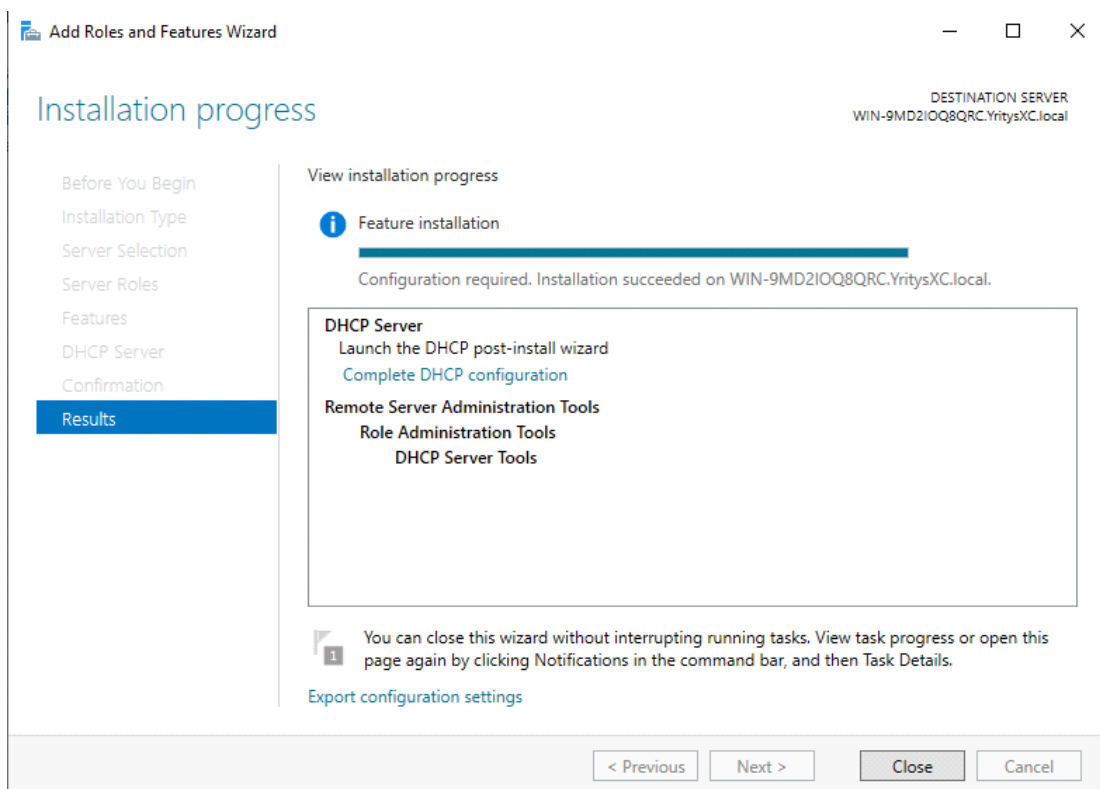 Add Roles and Features Wizard
Installation progress
DESTINATION SERVER
WIN-9MD2IOQ8QRC.YritysXC.local
Before You Begin
Installation Type
Server Selection
Server Roles
Features
DHCP Server
Confirmation
Results
View installation progress
Feature installation
Configuration required. Installation succeeded on WIN-9MD2IOQ8QRC.YritysXC.local.
DHCP Server
Launch the DHCP post-install wizard
Complete DHCP configuration
Remote Server Administration Tools
Role Administration Tools
DHCP Server Tools
1
You can close this wizard without interrupting running tasks. View task progress or open this
page again by clicking Notifications in the command bar, and then Task Details.
Export configuration settings
< Previous
Next >
Close
Cancel